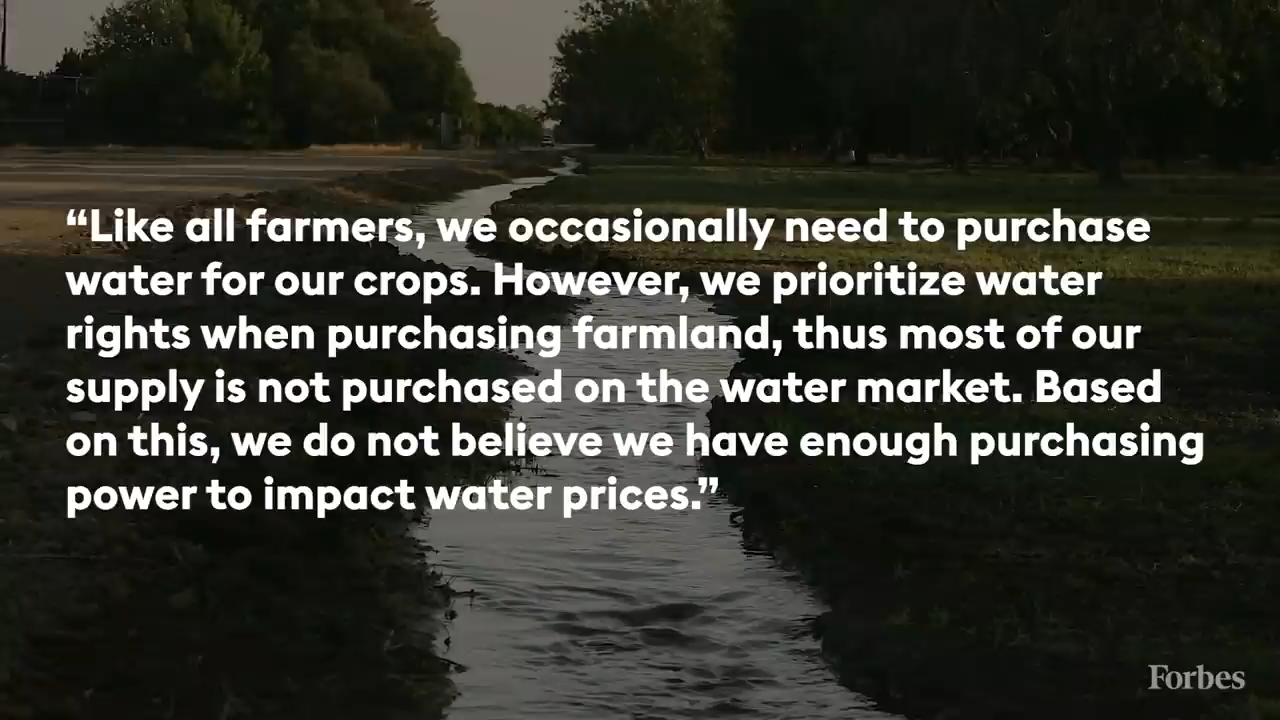 “Like all farmers, we occasionally need to purchase
water for our crops. However, we prioritize water
rights when purchasing farmland, thus most of our
supply is not purchased on the water market. Based
on this, we do not believe we have enough purchasing
power to impact water prices.”
Forbes